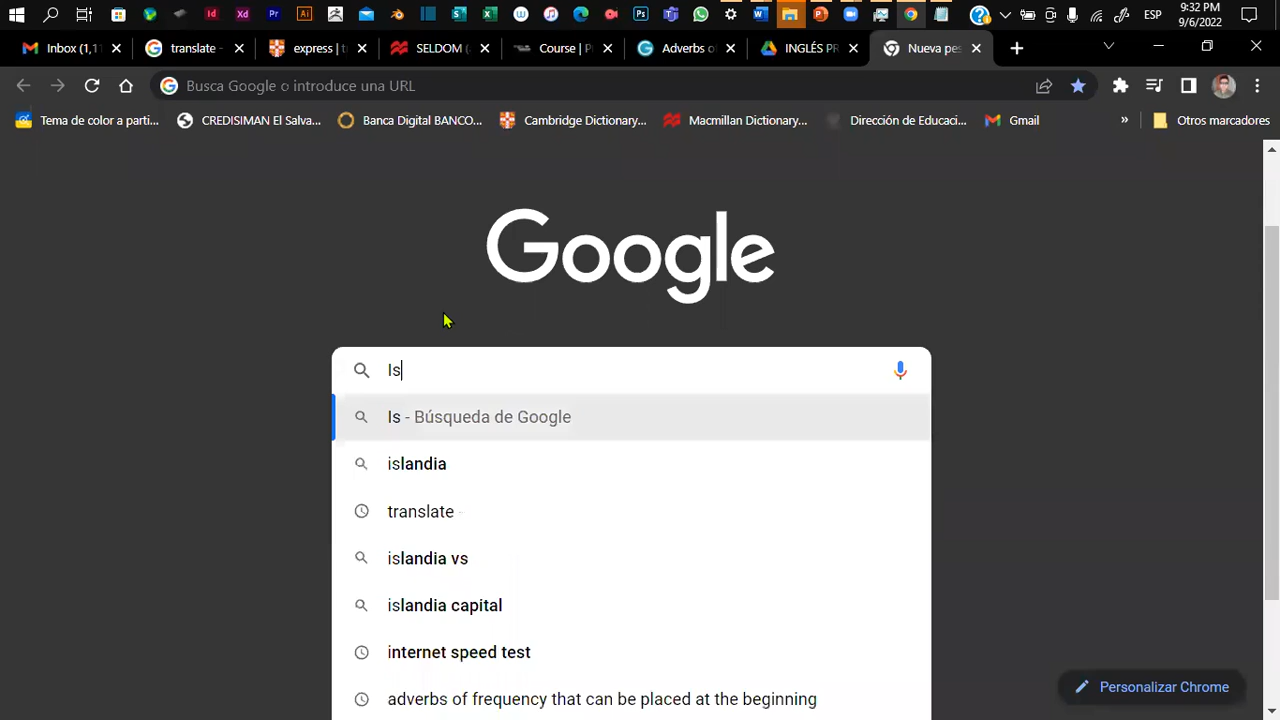 9:32 PM
ESP
9/6/2022
Inbox (1,1
translate -
express | t
SELDOM (
Course | P
Adverbs o
INGLÉS PR
Nueva pes
Busca Google o introduce una URL
Tema de color a parti...
CREDISIMAN El Salva...
Banca Digital BANCO...
Cambridge Dictionary...
Macmillan Dictionary...
Dirección de Educaci...
Gmail
»
Otros marcadores
Google
Is
Is - Búsqueda de Google
islandia
translate -
islandia vs
islandia capital
internet speed test
adverbs of frequency that can be placed at the beginning
Personalizar Chrome